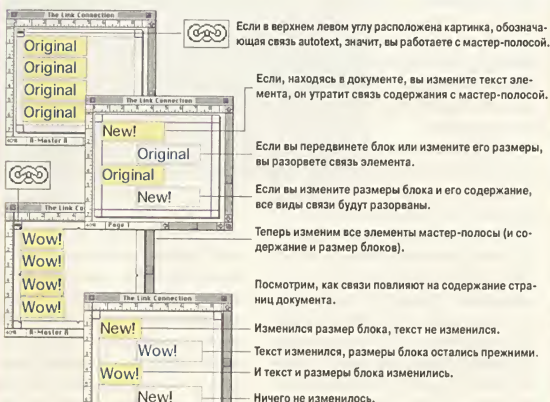 The Link Connection
Original
Original
Original
Original
A-Master A
Если в верхнем левом углу расположена картинка, обознача-
ющая связь autotext, значит, вы работаете с мастер-полосой.
Если, находясь в документе, вы измените текст эле-
мента, он утратит связь содержания с мастер-полосой.
The Link Connection
New!
Original
Original
New!
Page 1
Если вы передвинете блок или измените его размеры,
вы разорвете связь элемента.
Если вы измените размеры блока и его содержание,
все виды связи будут разорваны.
The Link Co
Wow!
Wow!
Wow!
Wow!
A-Master A
Теперь изменим все элементы мастер-полосы (и со-
держание и размер блоков).
Посмотрим, как связи повлияют на содержание стра-
ниц документа.
The Link Connection
New!
Wow!
Wow!
New!
Изменился размер блока, текст не изменился.
Текст изменился, размеры блока остались прежними.
И текст и размеры блока изменились.
Ничего не изменилось.